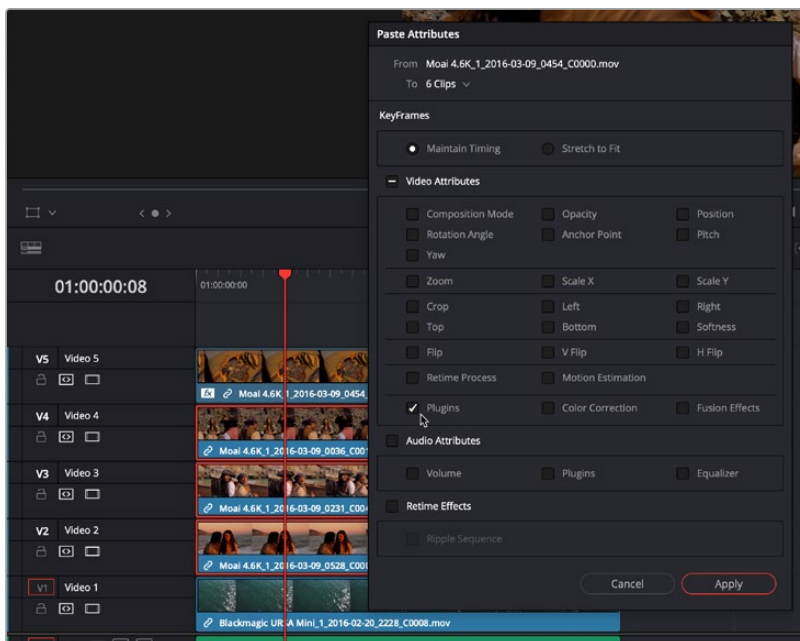 Paste Attributes
From Moai 4.6K_1_2016-03-09_0454_C0000.mov
To 6 Clips
KeyFrames
Maintain Timing Stretch to Fit
Video Attributes
Composition Mode Opacity Position
Rotation Angle Anchor Point Pitch
Yaw
Zoom Scale X Scale Y
Crop Left Right
Top Bottom Softness
Flip V Flip H Flip
Retime Process Motion Estimation
Plugins Color Correction Fusion Effects
Audio Attributes
Volume Plugins Equalizer
Retime Effects
Ripple Sequence
Cancel Apply
01:00:00:08 01:00:00:00
V5 Video 5
fx Moai 4.6K_1_2016-03-09_0454_
V4 Video 4
Moai 4.6K_1_2016-03-09_0036_C00
V3 Video 3
Moai 4.6K_1_2016-03-09_0231_C00
V2 Video 2
Moai 4.6K_1_2016-03-09_0528_C00
V1 Video 1
Blackmagic URSA Mini_1_2016-02-20_2228_C0008.mov